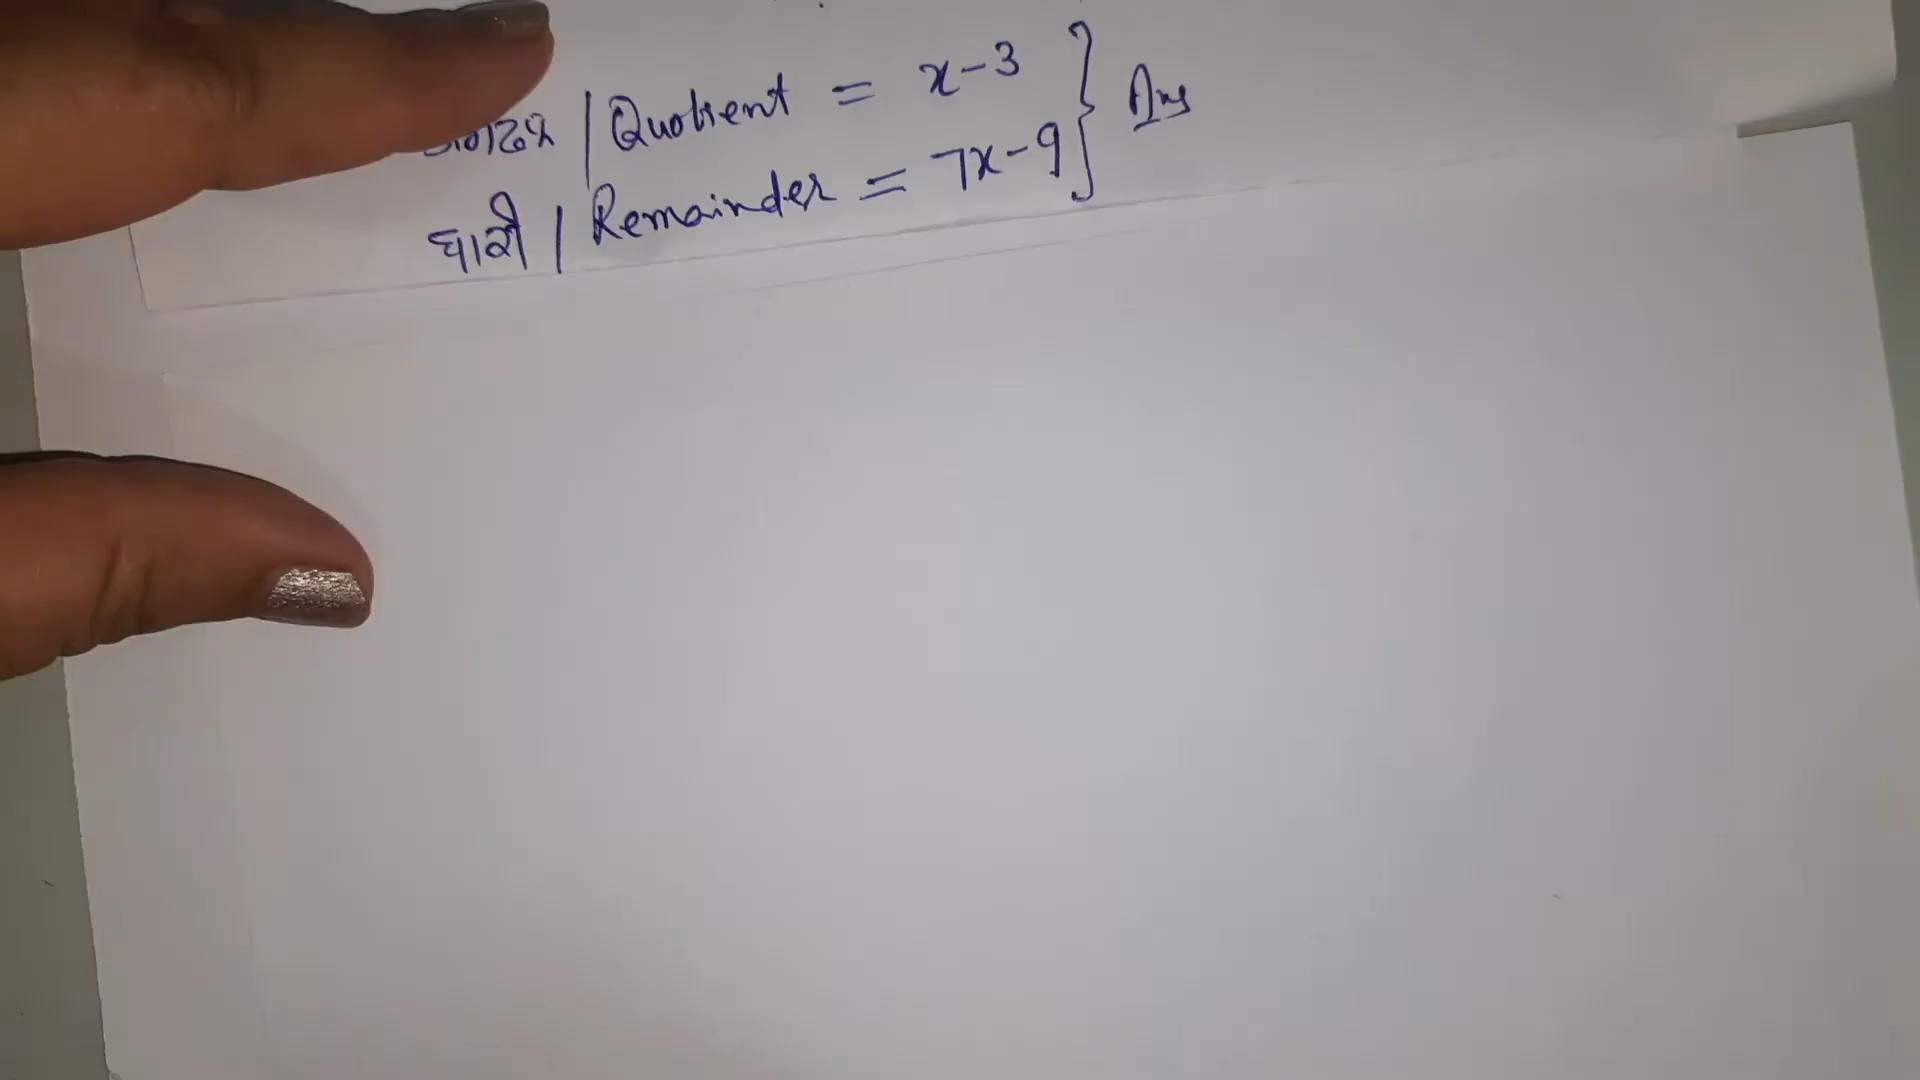 / Quotient = x-3 } Ans
/ Remainder = 7x-9